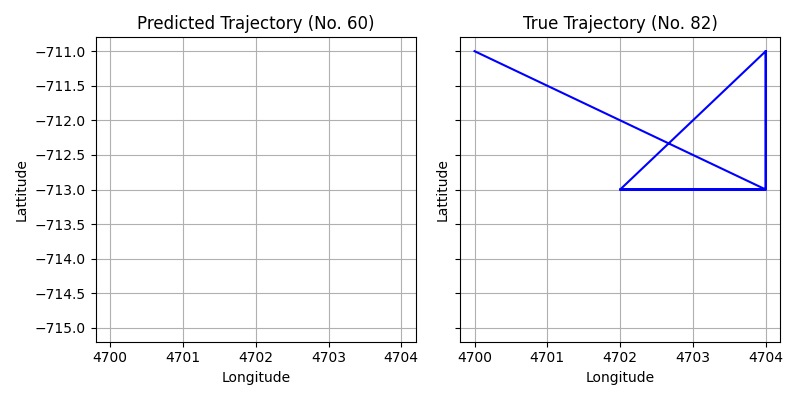 Predicted Trajectory (No. 60)
True Trajectory (No. 82)
−711.0
−711.5
−712.0
−712.5
−713.0
−713.5
−714.0
−714.5
−715.0
Lattitude
Lattitude
4700 4701 4702 4703 4704
4700 4701 4702 4703 4704
Longitude
Longitude